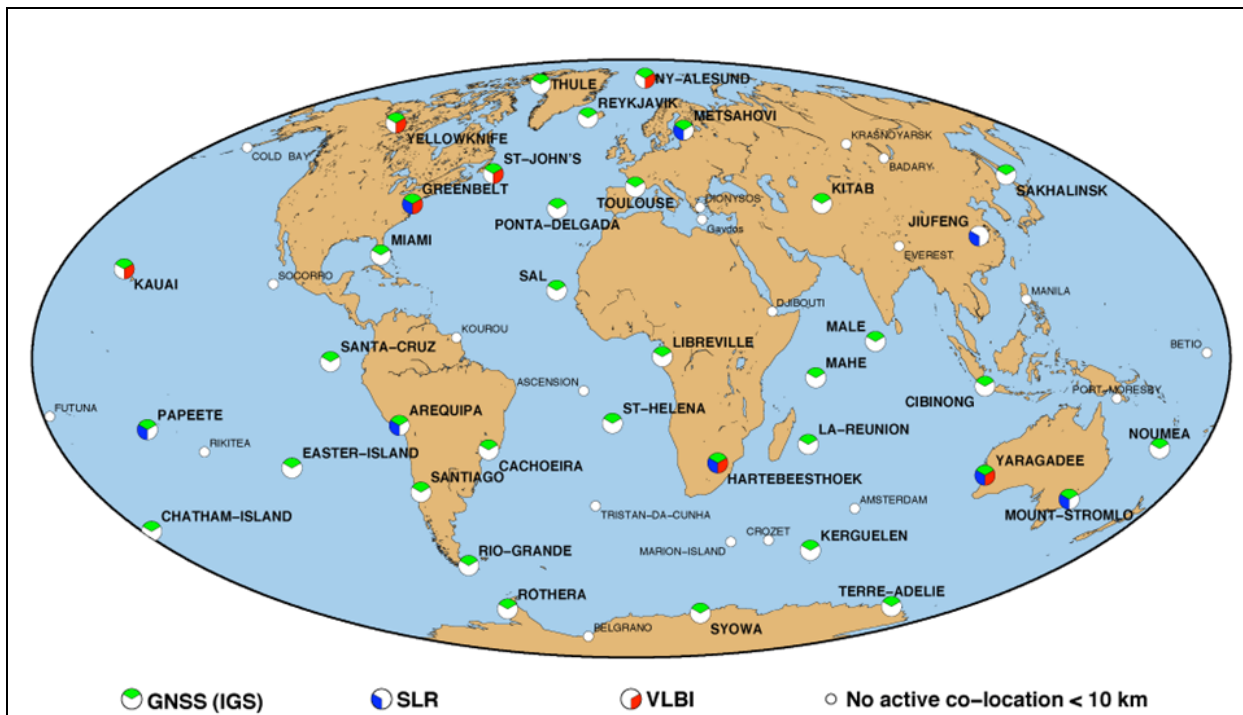 THULE
NY-ALESUND
REYKJAVIK
METSAHOVI
YELLOWKNIFE
KRASNOYARSK
COLD BAY
BADARY
ST-JOHN'S
GREENBELT
KITAB
SAKHALINSK
TOULOUSE
DIONYSOS
PONTA-DELGADA
Gavdos
JIUFENG
MIAMI
EVEREST
KAUAI
SOCORRO
SAL
MANILA
DJIBOUTI
MALE
KOUROU
SANTA-CRUZ
LIBREVILLE
BETIO
MAHE
ASCENSION
PORT-MORESBY
CIBINONG
FUTUNA
PAPEETE
AREQUIPA
ST-HELENA
LA-REUNION
NOUMEA
RIKITEA
EASTER-ISLAND
CACHOEIRA
YARAGADEE
SANTIAGO
HARTEBEESTHOEK
AMSTERDAM
CHATHAM-ISLAND
TRISTAN-DA-CUNHA
MOUNT-STROMLO
CROZET
KERGUELEN
RIO-GRANDE
MARION-ISLAND
ROTHERA
TERRE-ADELIE
BELGRANO
SYOWA
GNSS (IGS)
SLR
VLBI
No active co-location < 10 km